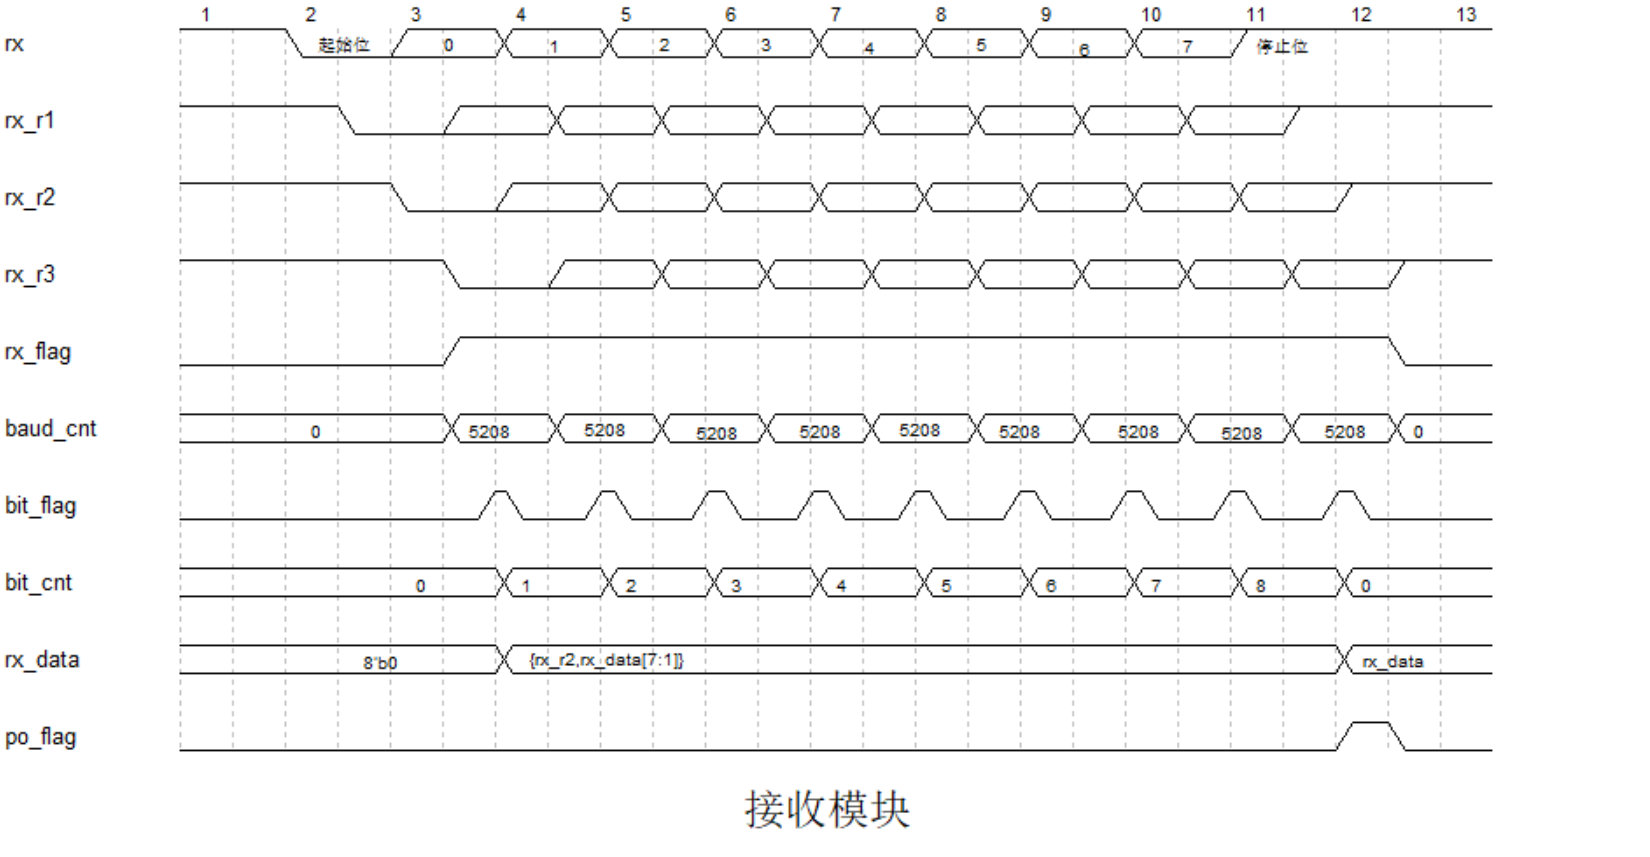 1 2 3 4 5 6 7 8 9 10 11 12 13
rx 起始位 0 1 2 3 4 5 6 7 停止位
rx_r1
rx_r2
rx_r3
rx_flag
baud_cnt 0 5208 5208 5208 5208 5208 5208 5208 5208 5208 0
bit_flag
bit_cnt 0 1 2 3 4 5 6 7 8 0
rx_data 8'b0 {rx_r2,rx_data[7:1]} rx_data
po_flag
接收模块